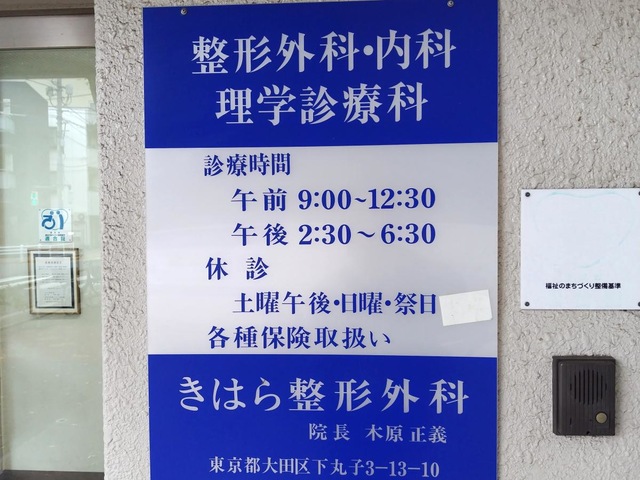 整形外科・内科
理学診療科
診療時間
午前 9:00~12:30
午後 2:30~6:30
休診
土曜午後・日曜・祭日
各種保険取扱い
きはら整形外科
院長 木原正義
東京都大田区下丸子3-13-10
福祉のまちづくり整備基準